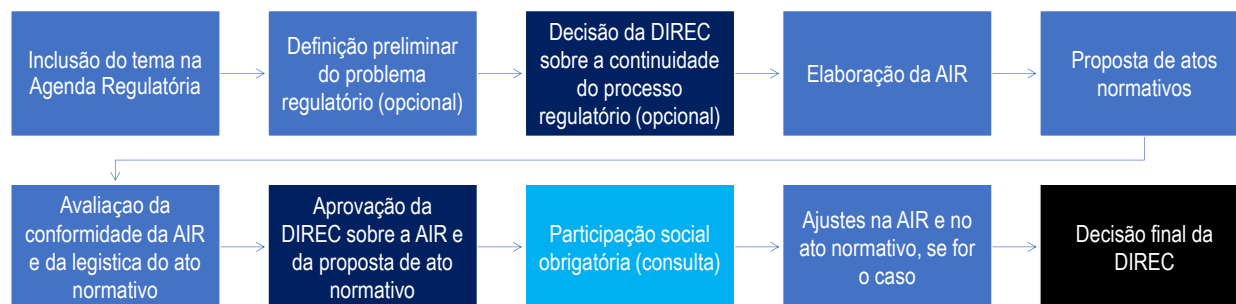 Inclusão do tema na
Agenda Regulatória
Definição preliminar
do problema
regulatório (opcional)
Decisão da DIREC
sobre a continuidade
do processo
regulatório (opcional)
Elaboração da AIR
Proposta de atos
normativos
Avaliaçao da
conformidade da AIR
e da legistica do ato
normativo
Aprovação da
DIREC sobre a AIR e
da proposta de ato
normativo
Participação social
obrigatória (consulta)
Ajustes na AIR e no
ato normativo, se for
o caso
Decisão final da
DIREC